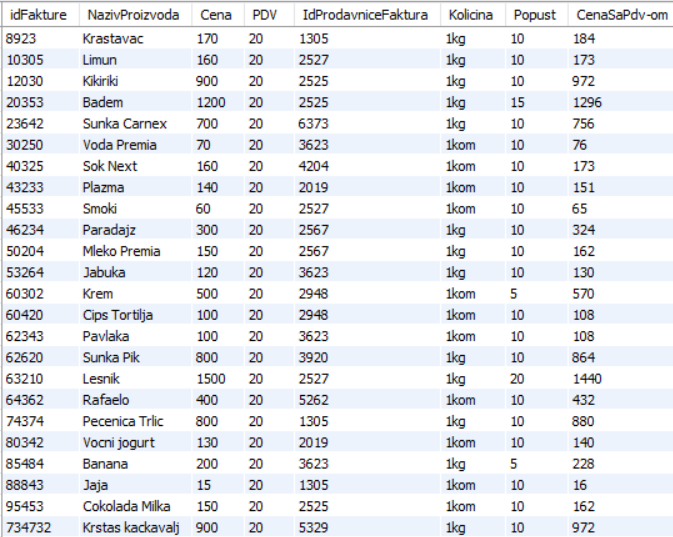 idFakture NazivProizvoda Cena PDV IdProdavniceFaktura Kolicina Popust CenaSaPdv-om
8923 Krastavac 170 20 1305 1kg 10 184
10305 Limun 160 20 2527 1kg 10 173
12030 Kikiriki 900 20 2525 1kg 10 972
20353 Badem 1200 20 2525 1kg 15 1296
23642 Sunka Carnex 700 20 6373 1kg 10 756
30250 Voda Premia 70 20 3623 1kom 10 76
40325 Sok Next 160 20 4204 1kom 10 173
43233 Plazma 140 20 2019 1kom 10 151
45533 Smoki 60 20 2527 1kom 10 65
46234 Paradajz 300 20 2567 1kg 10 324
50204 Mleko Premia 150 20 2567 1kg 10 162
53264 Jabuka 120 20 3623 1kg 10 130
60302 Krem 500 20 2948 1kom 5 570
60420 Cips Tortilja 100 20 2948 1kom 10 108
62343 Pavlaka 100 20 3623 1kom 10 108
62620 Sunka Pik 800 20 3920 1kg 10 864
63210 Lesnik 1500 20 2527 1kg 20 1440
64362 Rafaelo 400 20 5262 1kom 10 432
74374 Pecenica Trlic 800 20 1305 1kg 10 880
80342 Vocni jogurt 130 20 2019 1kom 10 140
85484 Banana 200 20 3623 1kg 5 228
88843 Jaja 15 20 1305 1kom 10 16
95453 Cokolada Milka 150 20 2525 1kom 10 162
734732 Krstas kackavalj 900 20 5329 1kg 10 972